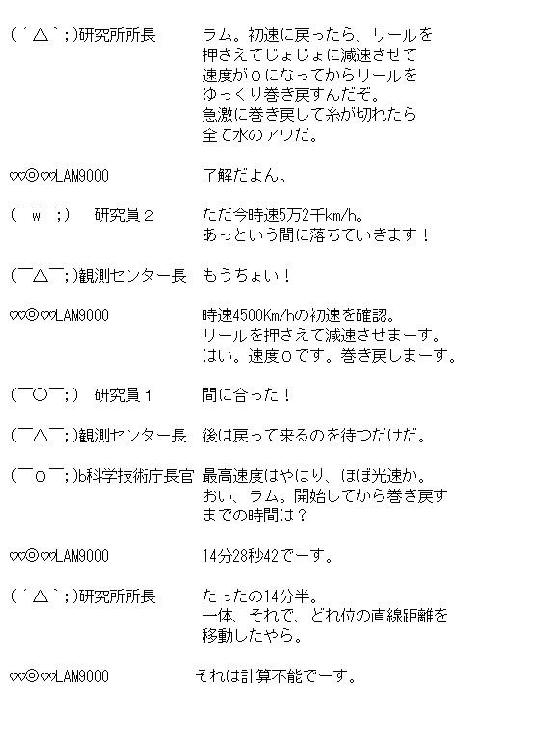 (´△｀;)研究所所長　ラム。初速に戻ったら、リールを
押さえてじょじょに減速させて
速度が０になってからリールを
ゆっくり巻き戻すんだぞ。
急激に巻き戻して糸が切れたら
全て水のアワだ。
∞◎∞LAM9000　了解だよん、
(　ｗ　;)　研究員２　ただ今時速5万2千km/h。
あっという間に落ちていきます！
(￣△￣;)観測センター長　もうちょい！
∞◎∞LAM9000　時速4500Km/hの初速を確認。
リールを押さえて減速させまーす。
はい。速度０です。巻き戻しまーす。
(￣○￣;)　研究員１　間に合った！
(￣∧￣;)観測センター長　後は戻って来るのを待つだけだ。
(￣０￣;)b科学技術庁長官　最高速度はやはり、ほぼ光速か。
おい、ラム。開始してから巻き戻す
までの時間は？
∞◎∞LAM9000　14分28秒42でーす。
(´△｀;)研究所所長　たったの14分半。
一体、それで、どれ位の直線距離を
移動したやら。
∞◎∞LAM9000　それは計算不能でーす。